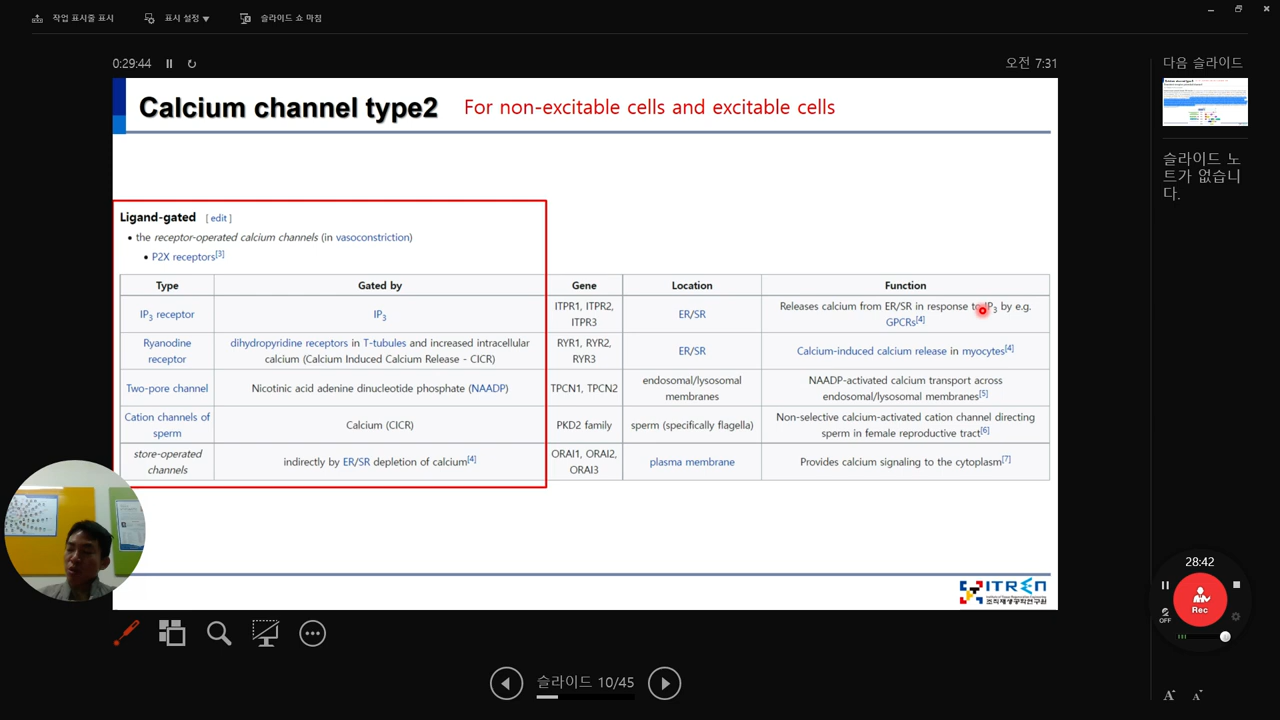 작업 표시줄 표시
표시 설정 ▼
슬라이드 쇼 마침
0:29:44
오전 7:31
다음 슬라이드
Calcium channel type2
For non-excitable cells and excitable cells
슬라이드 노
트가 없습니
다.
Ligand-gated [ edit ]
• the receptor-operated calcium channels (in vasoconstriction)
• P2X receptors[3]
Type
Gated by
Gene
Location
Function
IP3 receptor
IP3
ITPR1, ITPR2,
ITPR3
ER/SR
Releases calcium from ER/SR in response to IP3 by e.g.
GPCRs[4]
Ryanodine
receptor
dihydropyridine receptors in T-tubules and increased intracellular
calcium (Calcium Induced Calcium Release - CICR)
RYR1, RYR2,
RYR3
ER/SR
Calcium-induced calcium release in myocytes[4]
Two-pore channel
Nicotinic acid adenine dinucleotide phosphate (NAADP)
TPCN1, TPCN2
endosomal/lysosomal
membranes
NAADP-activated calcium transport across
endosomal/lysosomal membranes[5]
Cation channels of
sperm
Calcium (CICR)
PKD2 family
sperm (specifically flagella)
Non-selective calcium-activated cation channel directing
sperm in female reproductive tract[6]
store-operated
channels
indirectly by ER/SR depletion of calcium[4]
ORAI1, ORAI2,
ORAI3
plasma membrane
Provides calcium signaling to the cytoplasm[7]
ITREN
조직재생공학연구원
28:42
Rec
OFF
슬라이드 10/45
A A